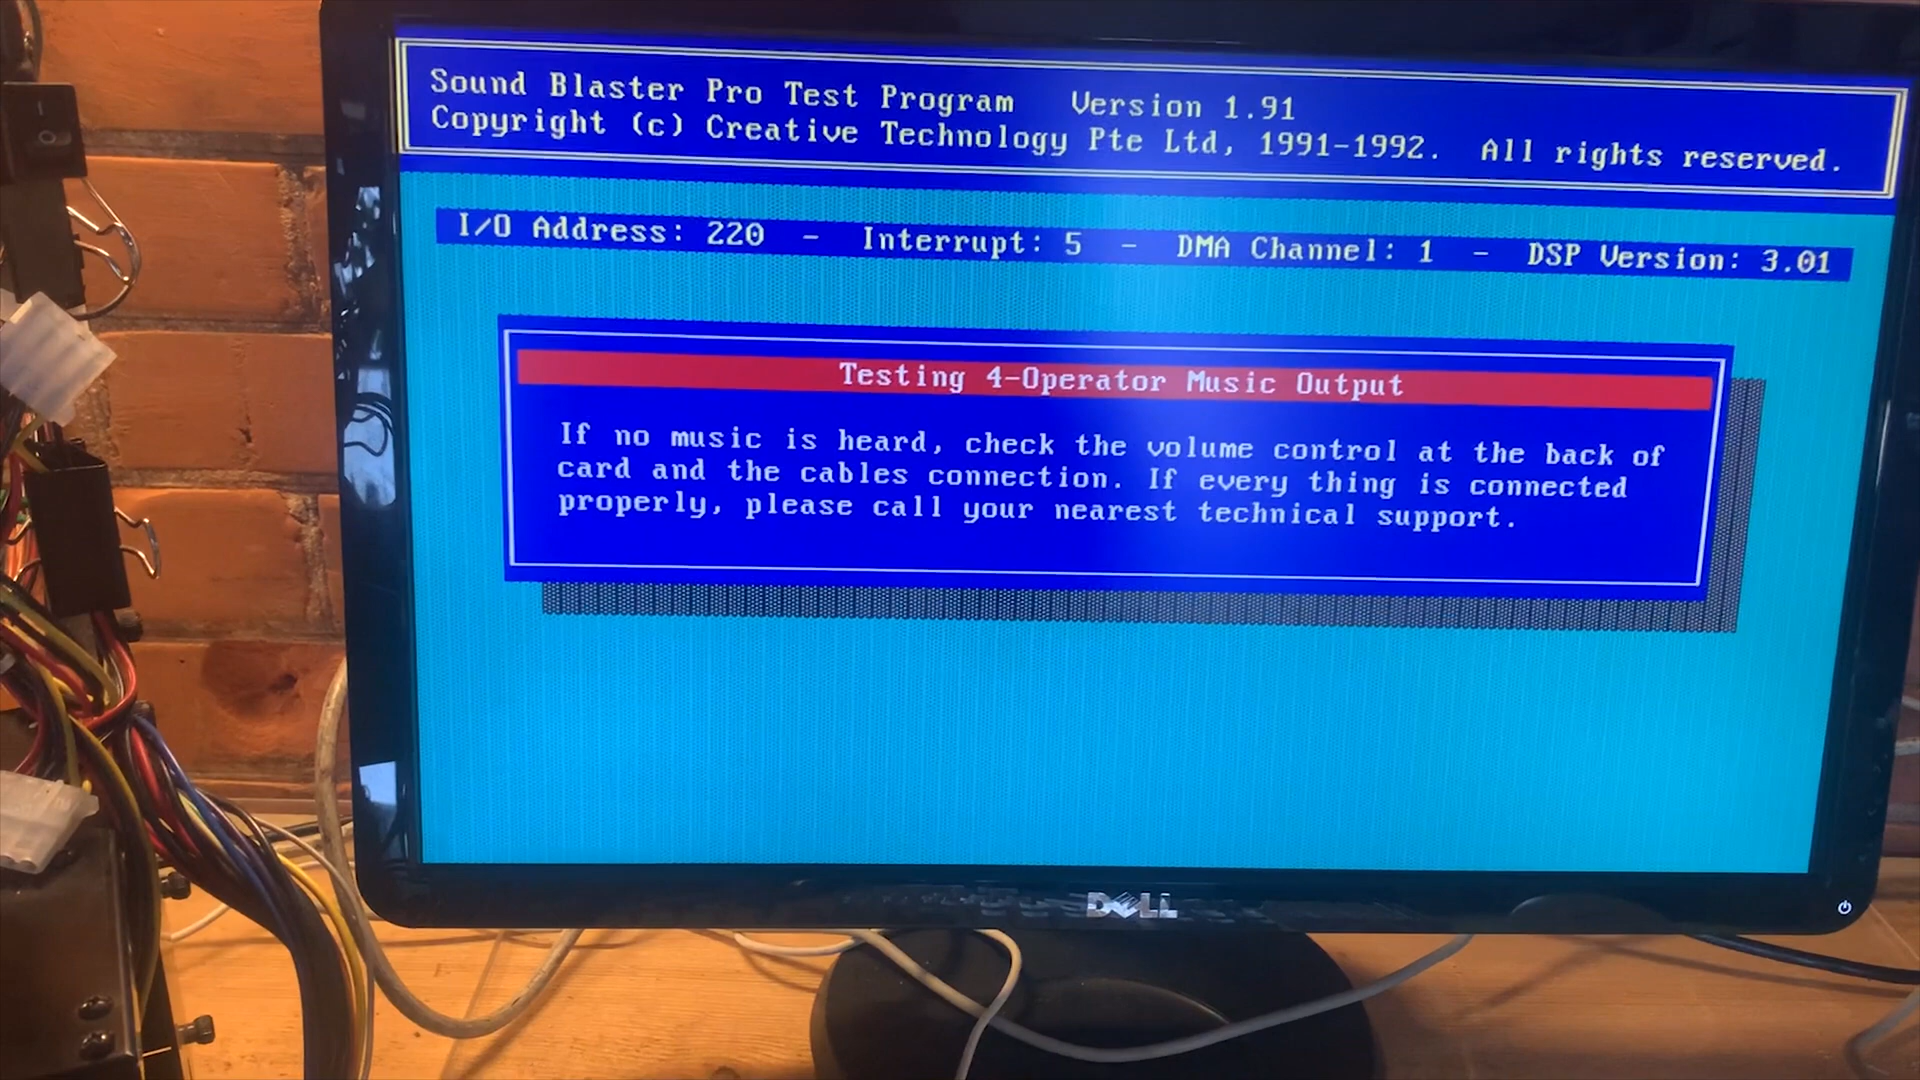 Sound Blaster Pro Test Program Version 1.91
Copyright (c) Creative Technology Pte Ltd, 1991-1992. All rights reserved.
I/O Address: 220 - Interrupt: 5 - DMA Channel: 1 - DSP Version: 3.01
Testing 4-Operator Music Output
If no music is heard, check the volume control at the back of
card and the cables connection. If every thing is connected
properly, please call your nearest technical support.
DELL